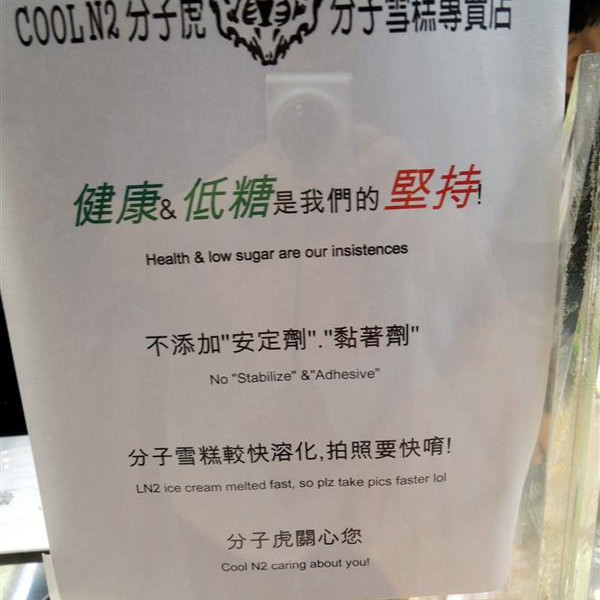 COOL N2 分子虎 分子雪糕專賣店
健康& 低糖是我們的 堅持!
Health & low sugar are our insistences
不添加"安定劑"."黏著劑"
No "Stabilize" &"Adhesive"
分子雪糕較快溶化,拍照要快唷!
LN2 ice cream melted fast, so plz take pics faster lol
分子虎關心您
Cool N2 caring about you!